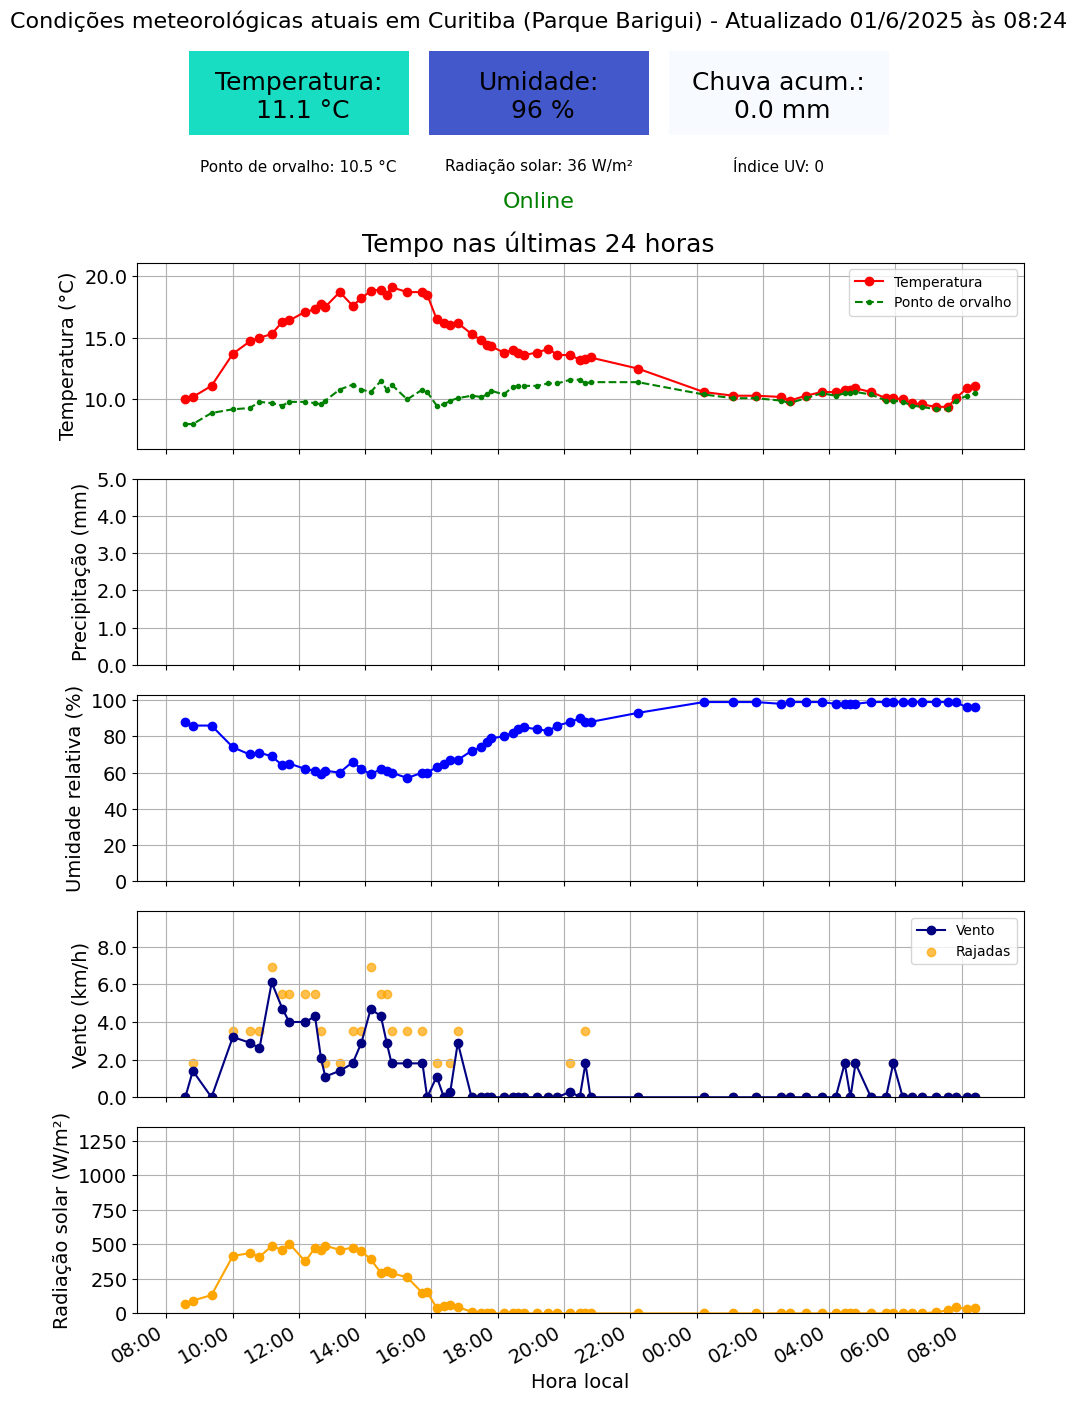 Condições meteorológicas atuais em Curitiba (Parque Barigui) - Atualizado 01/6/2025 às 08:24
Temperatura:
11.1 °C
Umidade:
96 %
Chuva acum.:
0.0 mm
Ponto de orvalho: 10.5 °C
Radiação solar: 36 W/m²
Índice UV: 0
Online
Tempo nas últimas 24 horas
Temperatura (°C)
20.0
15.0
10.0
Temperatura
Ponto de orvalho
Precipitação (mm)
5.0
4.0
3.0
2.0
1.0
0.0
Umidade relativa (%)
100
80
60
40
20
0
Vento (km/h)
8.0
6.0
4.0
2.0
0.0
Vento
Rajadas
Radiação solar (W/m²)
1250
1000
750
500
250
0
08:00
10:00
12:00
14:00
16:00
18:00
20:00
22:00
00:00
02:00
04:00
06:00
08:00
Hora local